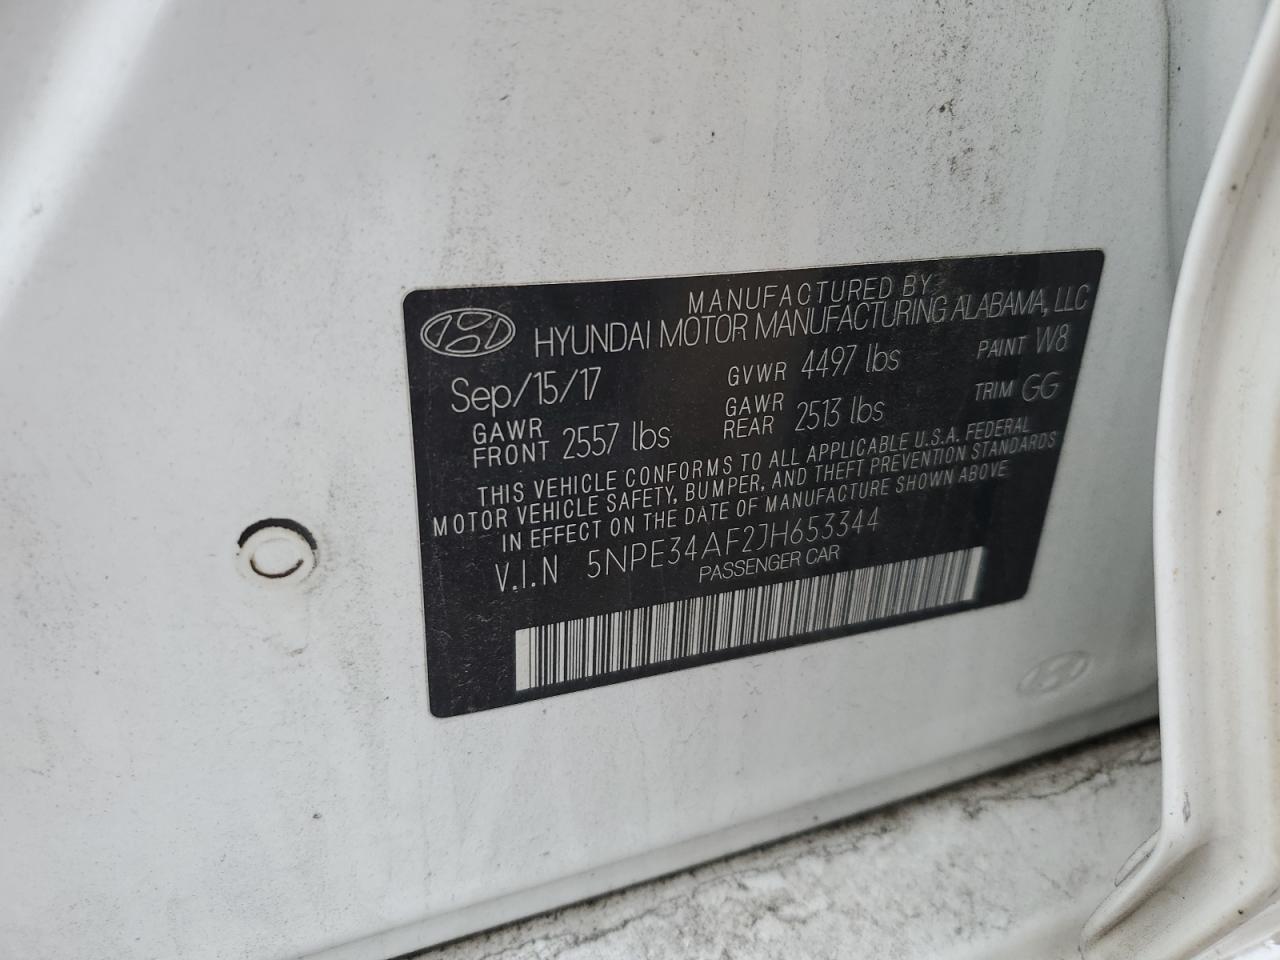 MANUFACTURED BY
HYUNDAI MOTOR MANUFACTURING ALABAMA, LLC
Sep/15/17 GVWR 4497 lbs PAINT W8
GAWR FRONT 2557 lbs GAWR REAR 2513 lbs TRIM GG
THIS VEHICLE CONFORMS TO ALL APPLICABLE U.S.A. FEDERAL
MOTOR VEHICLE SAFETY, BUMPER, AND THEFT PREVENTION STANDARDS
IN EFFECT ON THE DATE OF MANUFACTURE SHOWN ABOVE
V.I.N 5NPE34AF2JH653344
PASSENGER CAR